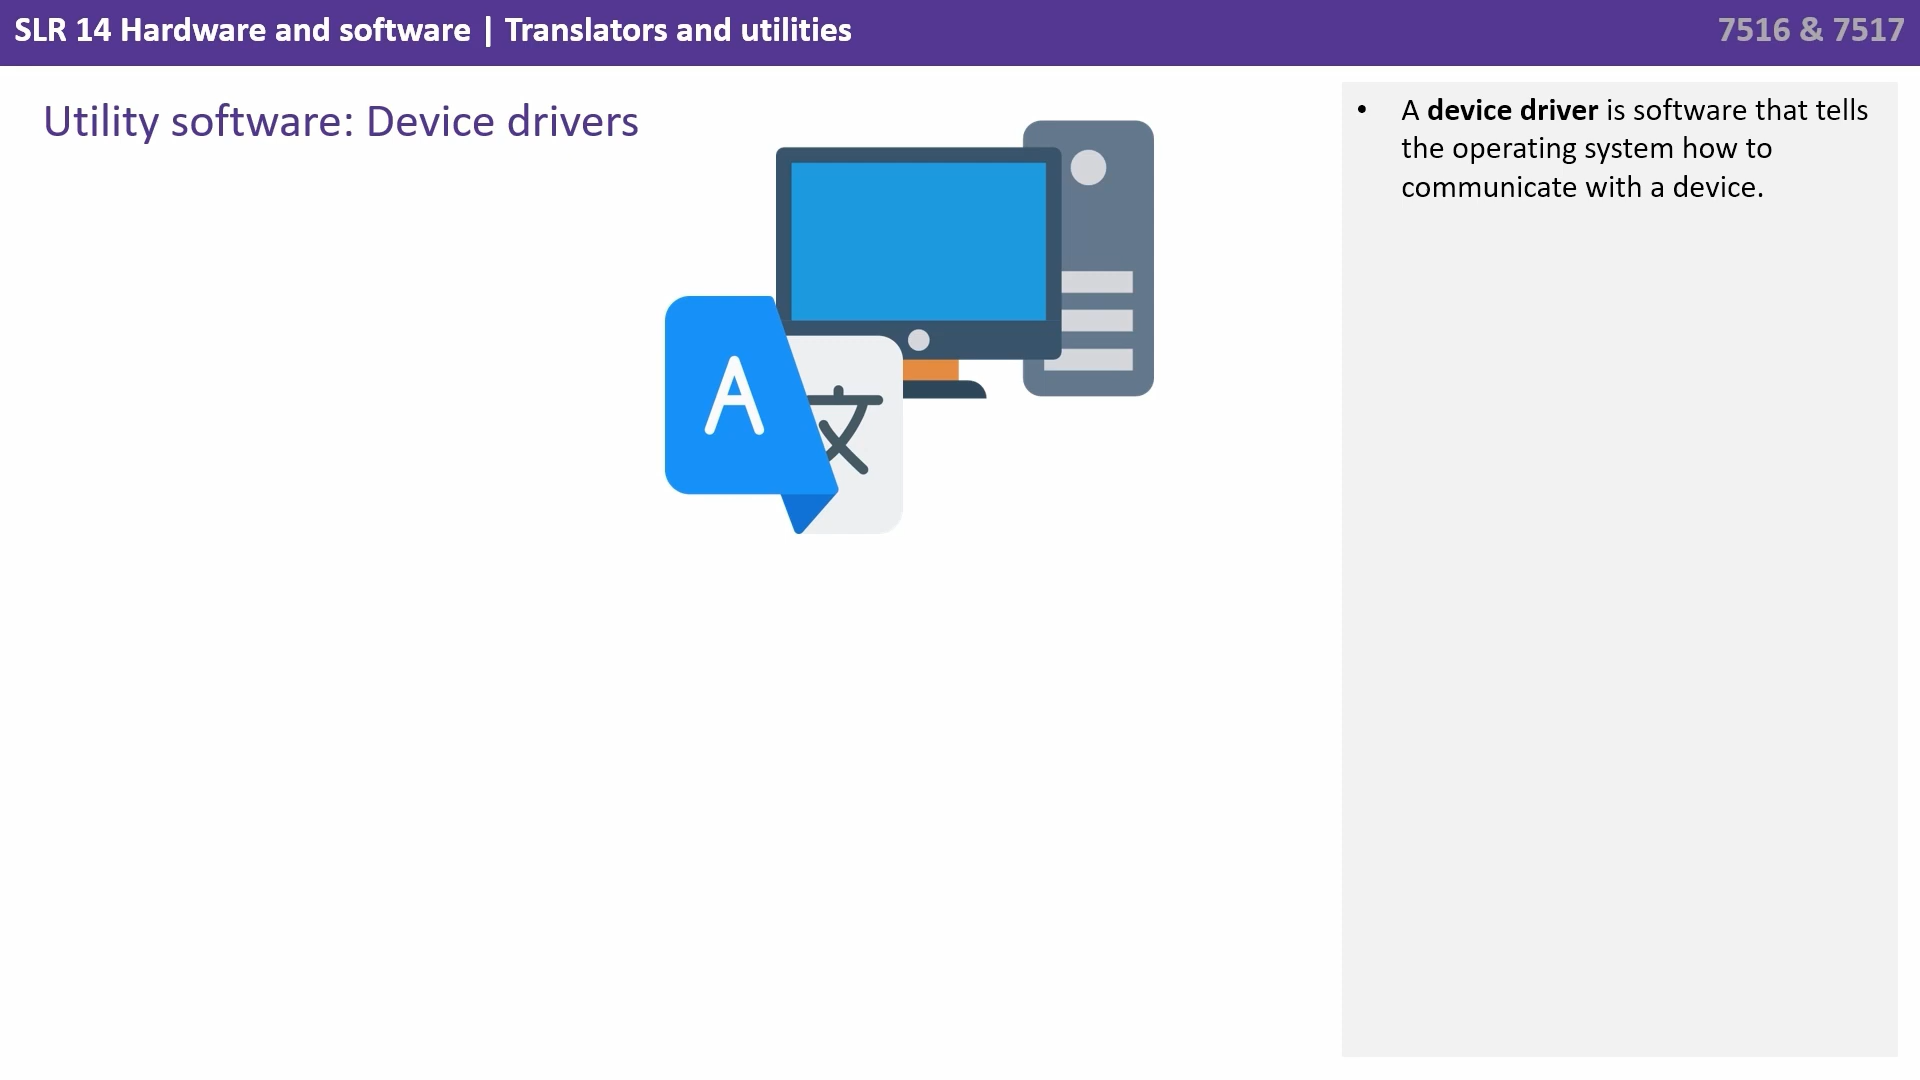 SLR 14 Hardware and software | Translators and utilities
7516 & 7517
Utility software: Device drivers
• A device driver is software that tells
the operating system how to
communicate with a device.
A
文